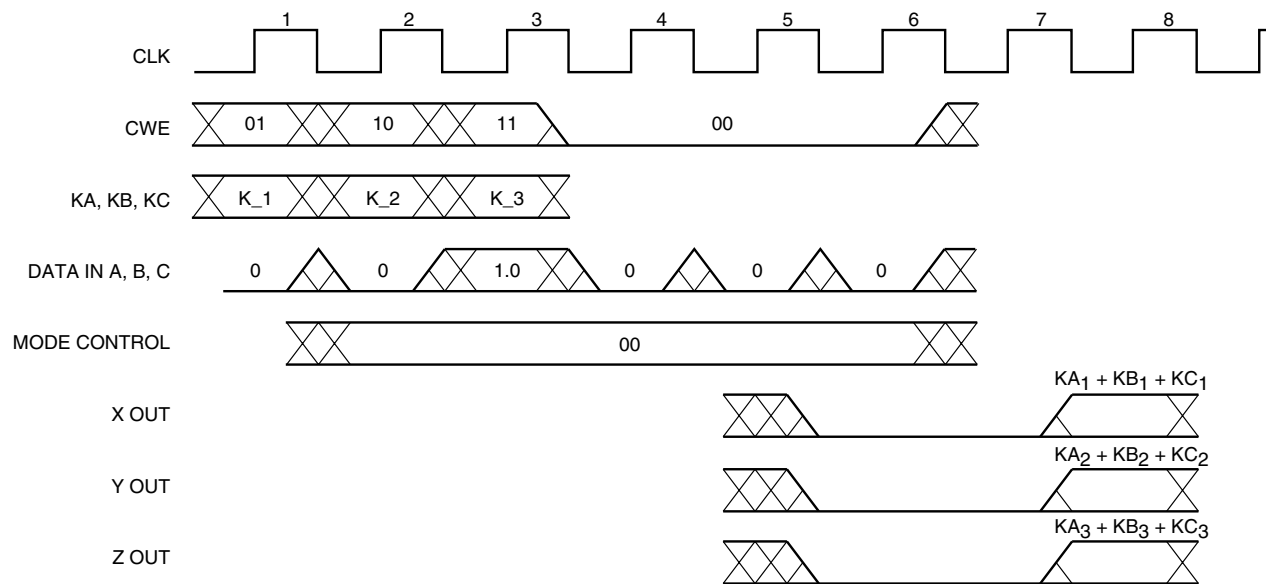 1 2 3 4 5 6 7 8
CLK
CWE 01 10 11 00
KA, KB, KC K_1 K_2 K_3
DATA IN A, B, C 0 0 1.0 0 0 0
MODE CONTROL 00
KA1 + KB1 + KC1
X OUT
KA2 + KB2 + KC2
Y OUT
KA3 + KB3 + KC3
Z OUT